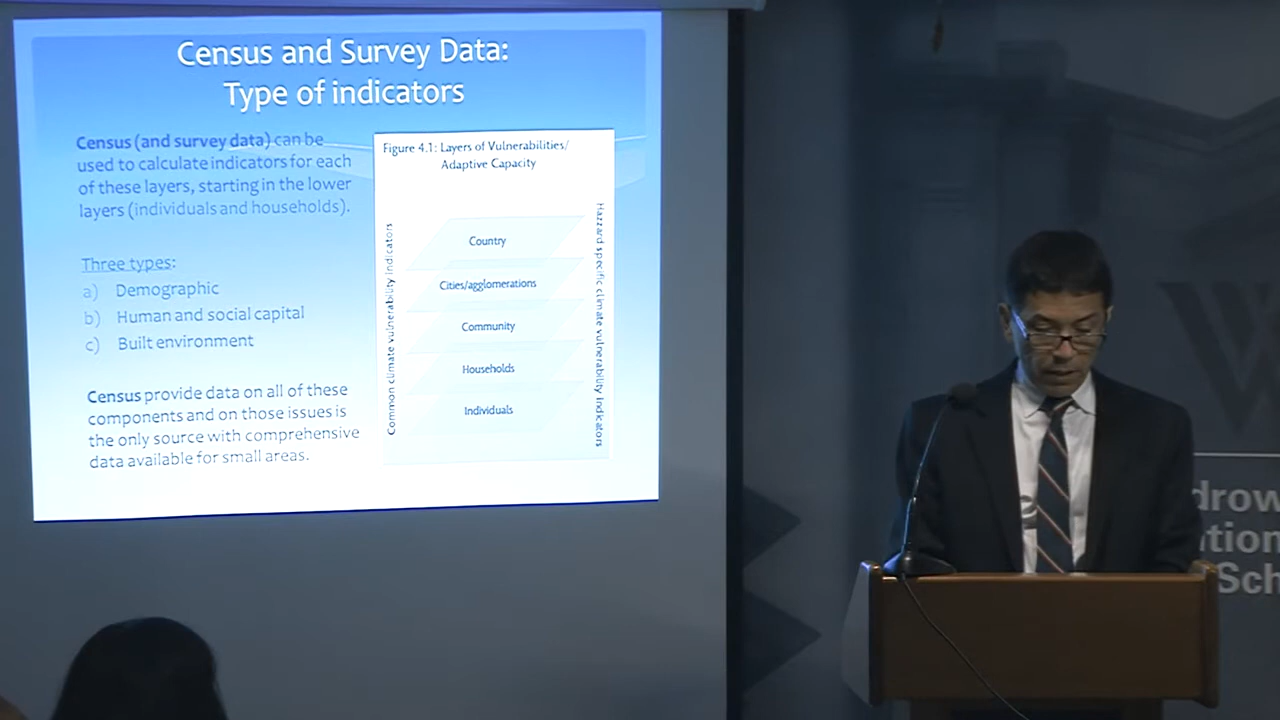 Census and Survey Data:
Type of indicators
Census (and survey data) can be
used to calculate indicators for each
of these layers, starting in the lower
layers (individuals and households).
Three types:
a) Demographic
b) Human and social capital
c) Built environment
Census provide data on all of these
components and on those issues is
the only source with comprehensive
data available for small areas.
Figure 4.1: Layers of Vulnerabilities/
Adaptive Capacity
Common climate vulnerability indicators
Country
Cities/agglomerations
Community
Households
Individuals
Hazzard specific climate vulnerability Indicators
W
drow
ation
Sch